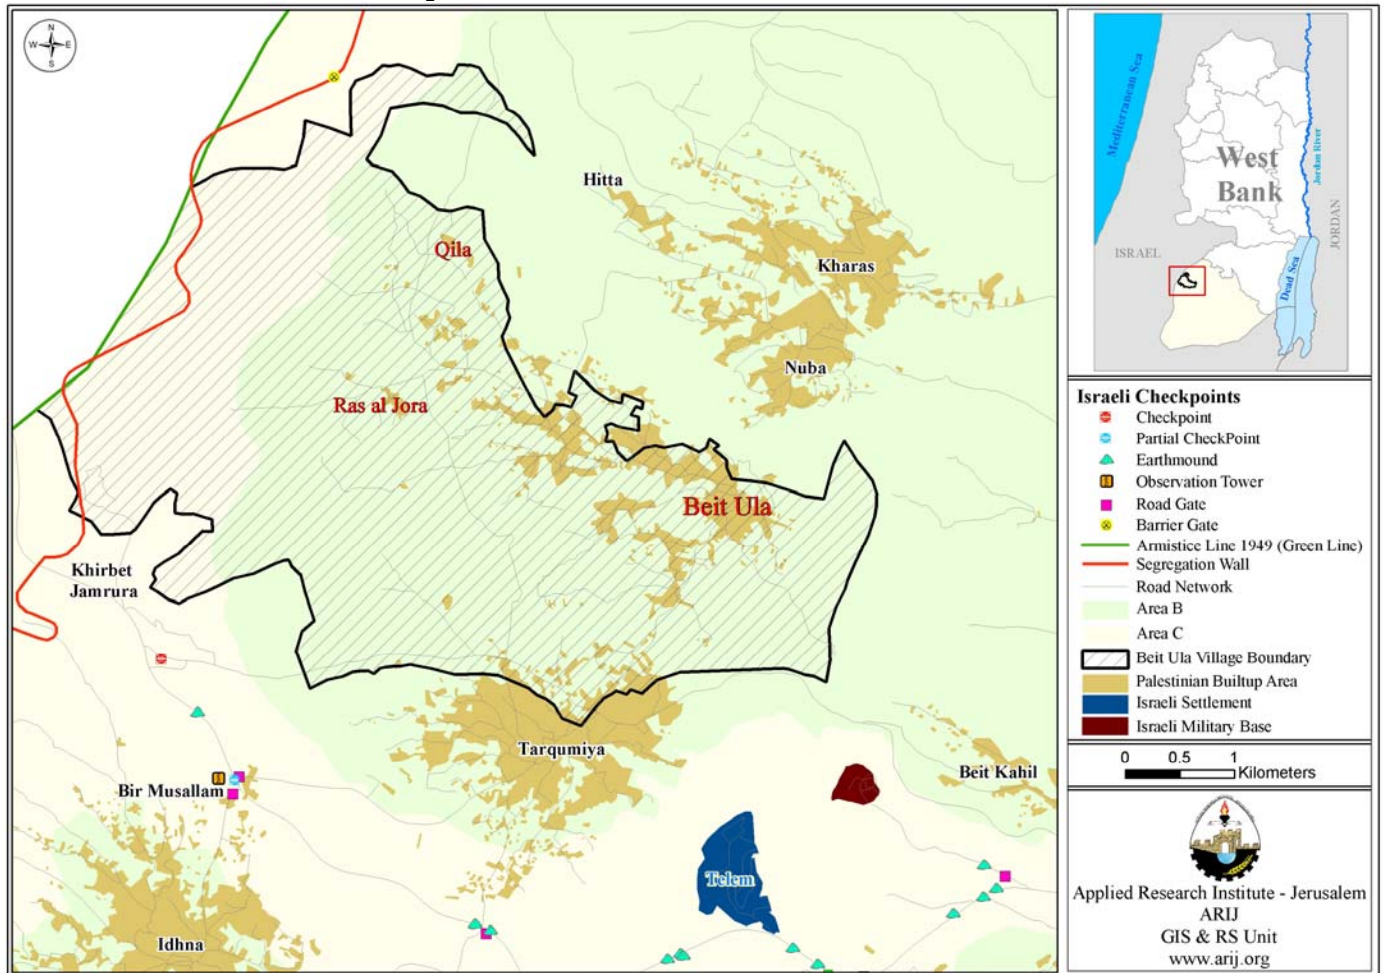 N
W E
S
Hitta
Qila
Kharas
Nuba
Ras al Jora
Beit Ula
Khirbet
Jamrura
Tarqumiya
Bir Musallam
Beit Kahil
Telem
Idhna
Mediterranean Sea
West
Bank
Jordan River
JORDAN
ISRAEL
Dead Sea
Israeli Checkpoints
Checkpoint
Partial CheckPoint
Earthmound
Observation Tower
Road Gate
Barrier Gate
Armistice Line 1949 (Green Line)
Segregation Wall
Road Network
Area B
Area C
Beit Ula Village Boundary
Palestinian Builtup Area
Israeli Settlement
Israeli Military Base
0 0.5 1
Kilometers
Applied Research Institute - Jerusalem
ARIJ
GIS & RS Unit
www.arij.org